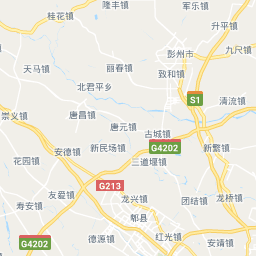 隆丰镇
军乐镇
桂花镇
升平镇
彭州市
九尺镇
丽春镇
天马镇
致和镇
北君平乡
S1
清流镇
唐昌镇
崇义镇
唐元镇
古城镇
G4202
新民场镇
新繁镇
安德镇
花园镇
三道堰镇
G213
友爱镇
龙兴镇
团结镇
龙桥镇
寿安镇
郫县
G4202
德源镇
红光镇
安靖镇